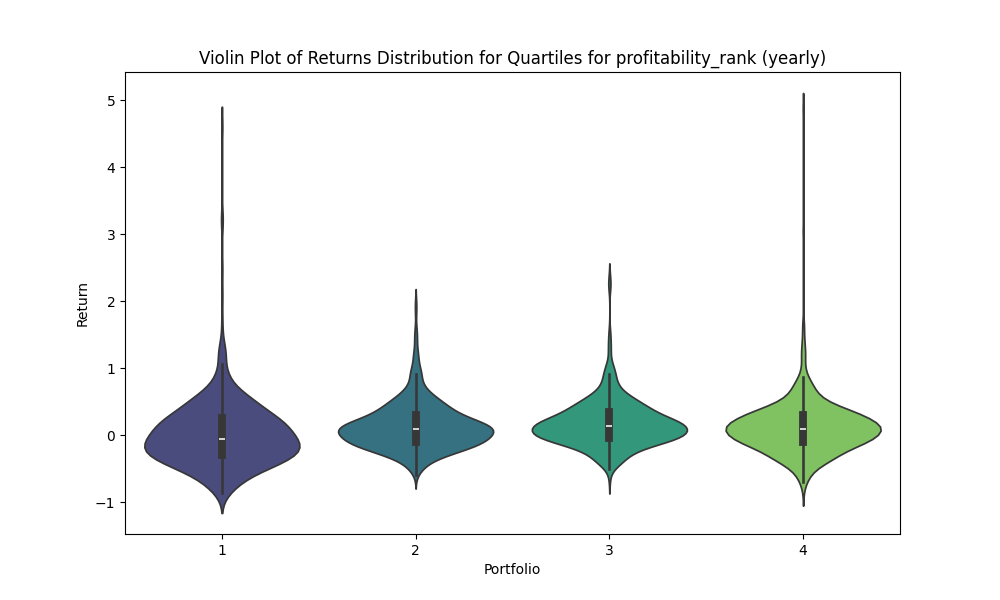 Violin Plot of Returns Distribution for Quartiles for profitability_rank (yearly)
5
4
3
2
1
0
−1
Return
1 2 3 4
Portfolio